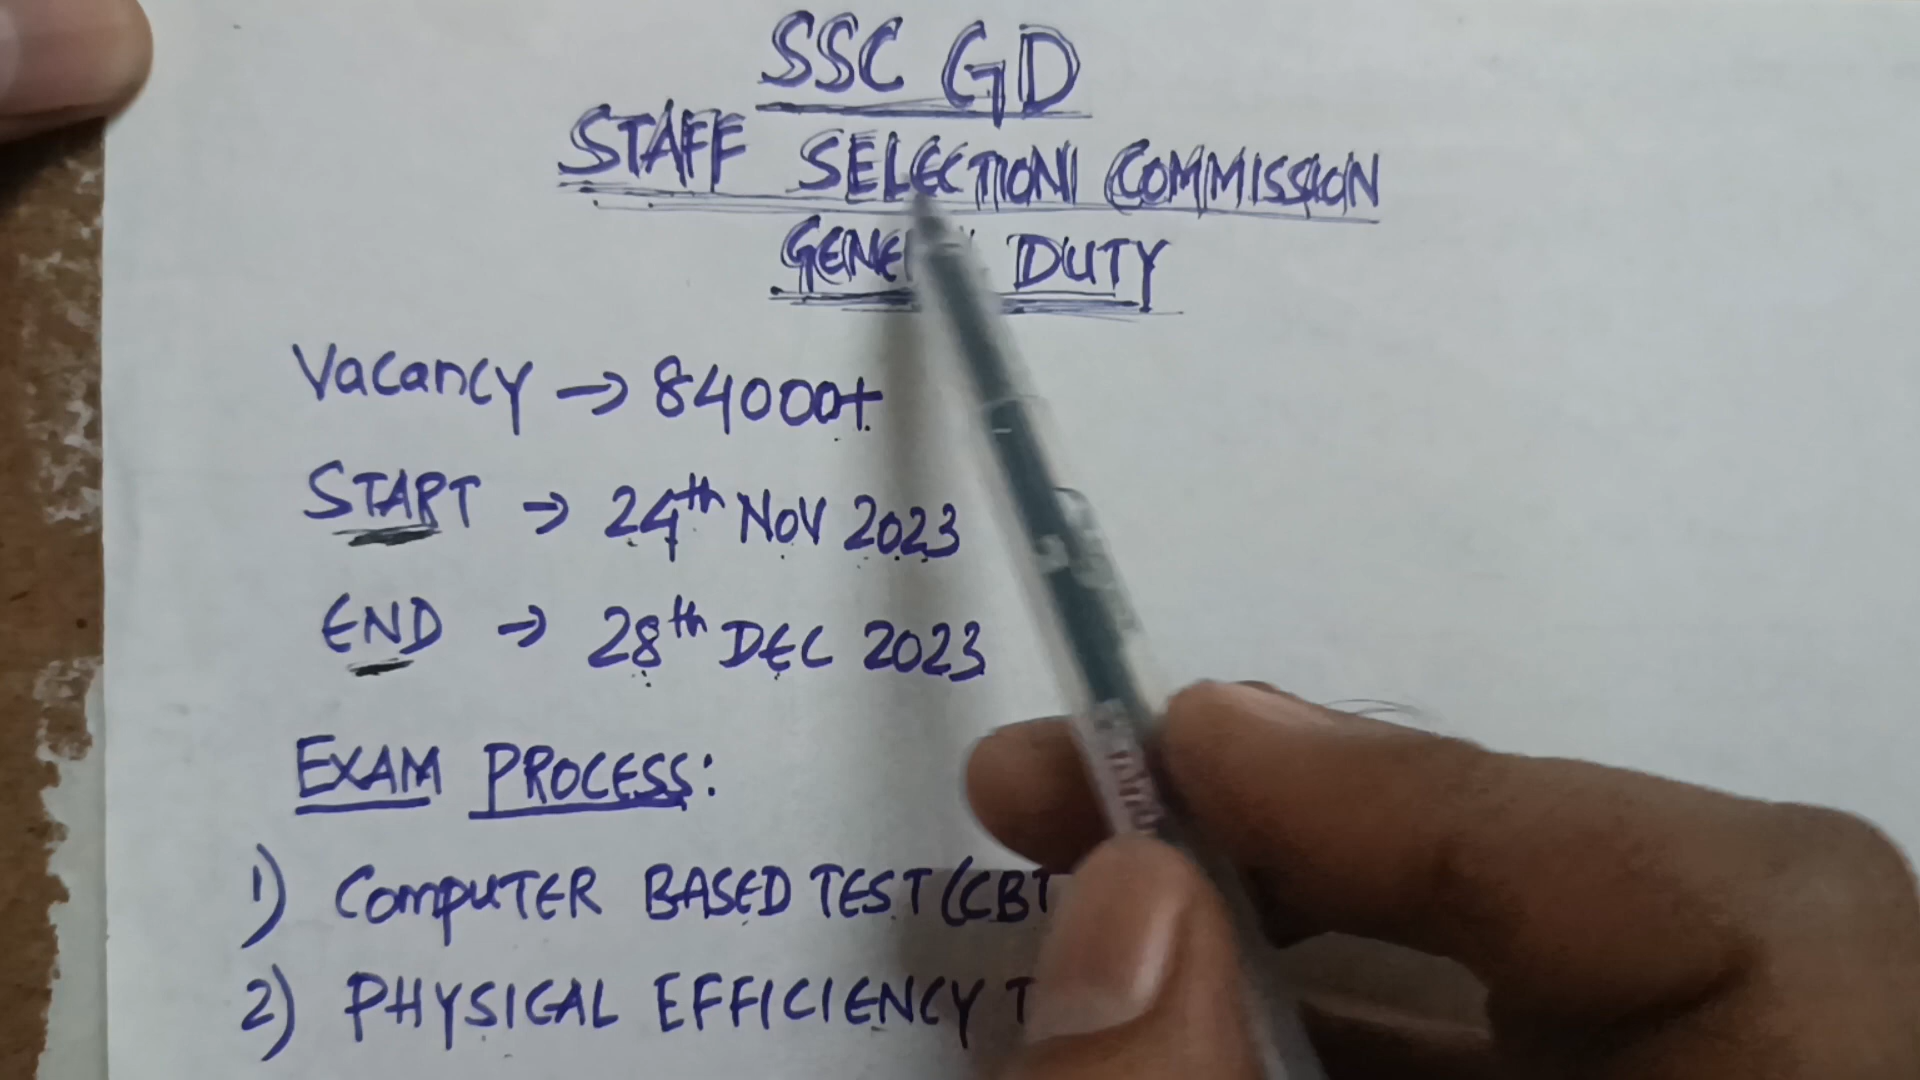 SSC GD
STAFF SELECTION COMMISSION
DUTY
Vacancy → 84000+
START → 24th NOV 2023
END → 28th DEC 2023
EXAM PROCESS:
1) COMPUTER BASED TEST (CBT
2) PHYSICAL EFFICIENCY T